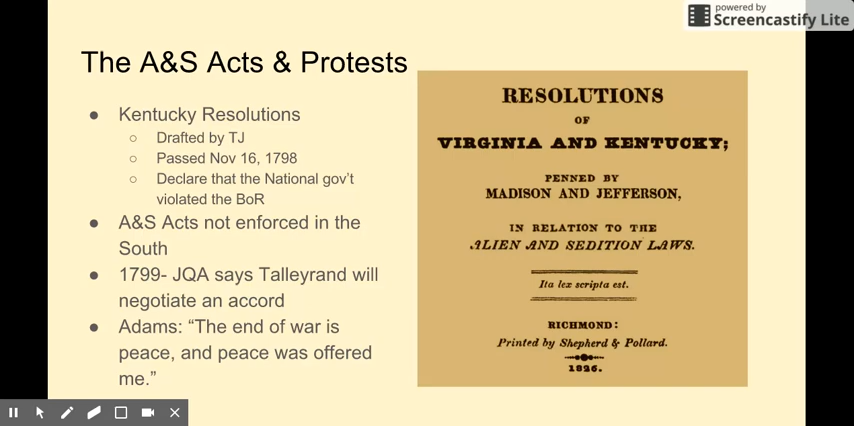 powered by
Screencastify Lite
The A&S Acts & Protests
● Kentucky Resolutions
○ Drafted by TJ
○ Passed Nov 16, 1798
○ Declare that the National gov't
violated the BoR
● A&S Acts not enforced in the
South
● 1799- JQA says Talleyrand will
negotiate an accord
● Adams: “The end of war is
peace, and peace was offered
me.”
RESOLUTIONS
OF
VIRGINIA AND KENTUCKY;
PENNED BY
MADISON AND JEFFERSON,
IN RELATION TO THE
ALIEN AND SEDITION LAWS.
Ita lex scripta est.
RICHMOND:
Printed by Shepherd & Pollard.
1826.